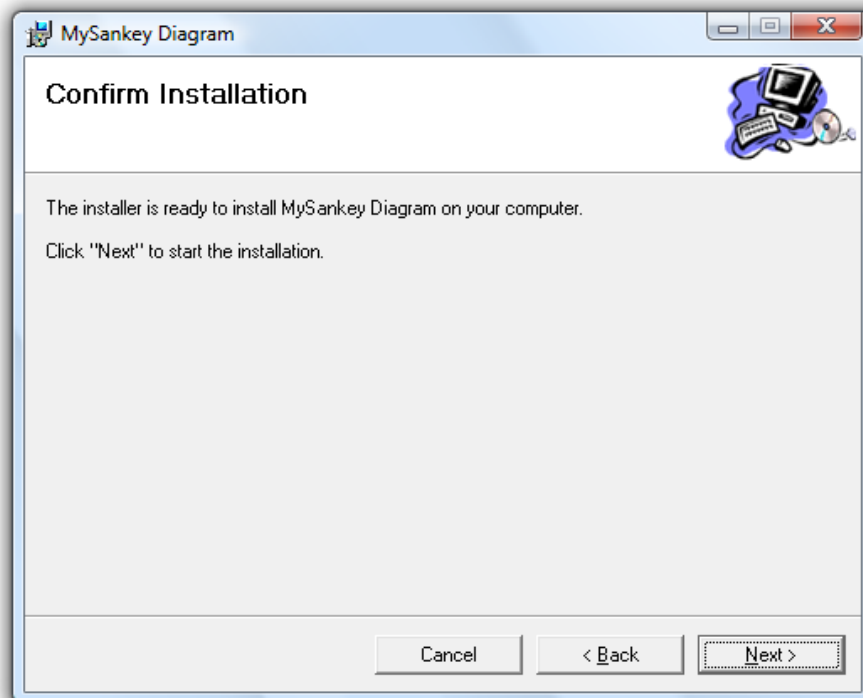 MySankey Diagram
Confirm Installation
The installer is ready to install MySankey Diagram on your computer.
Click "Next" to start the installation.
Cancel
< Back
Next >